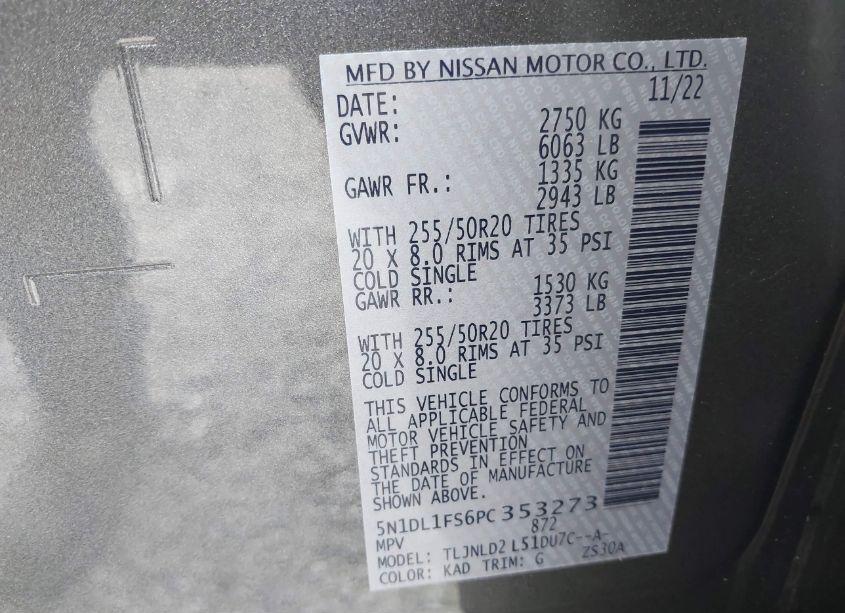 MFD BY NISSAN MOTOR CO., LTD.
DATE: 11/22
GVWR: 2750 KG
6063 LB
GAWR FR.: 1335 KG
2943 LB
WITH 255/50R20 TIRES
20 X 8.0 RIMS AT 35 PSI
COLD SINGLE
GAWR RR.: 1530 KG
3373 LB
WITH 255/50R20 TIRES
20 X 8.0 RIMS AT 35 PSI
COLD SINGLE
THIS VEHICLE CONFORMS TO
ALL APPLICABLE FEDERAL
MOTOR VEHICLE SAFETY AND
THEFT PREVENTION
STANDARDS IN EFFECT ON
THE DATE OF MANUFACTURE
SHOWN ABOVE.
5N1DL1FS6PC353273
MPV 872
MODEL: TLJNLD2 L51DU7C--A-
COLOR: KAD TRIM: G ZS30A